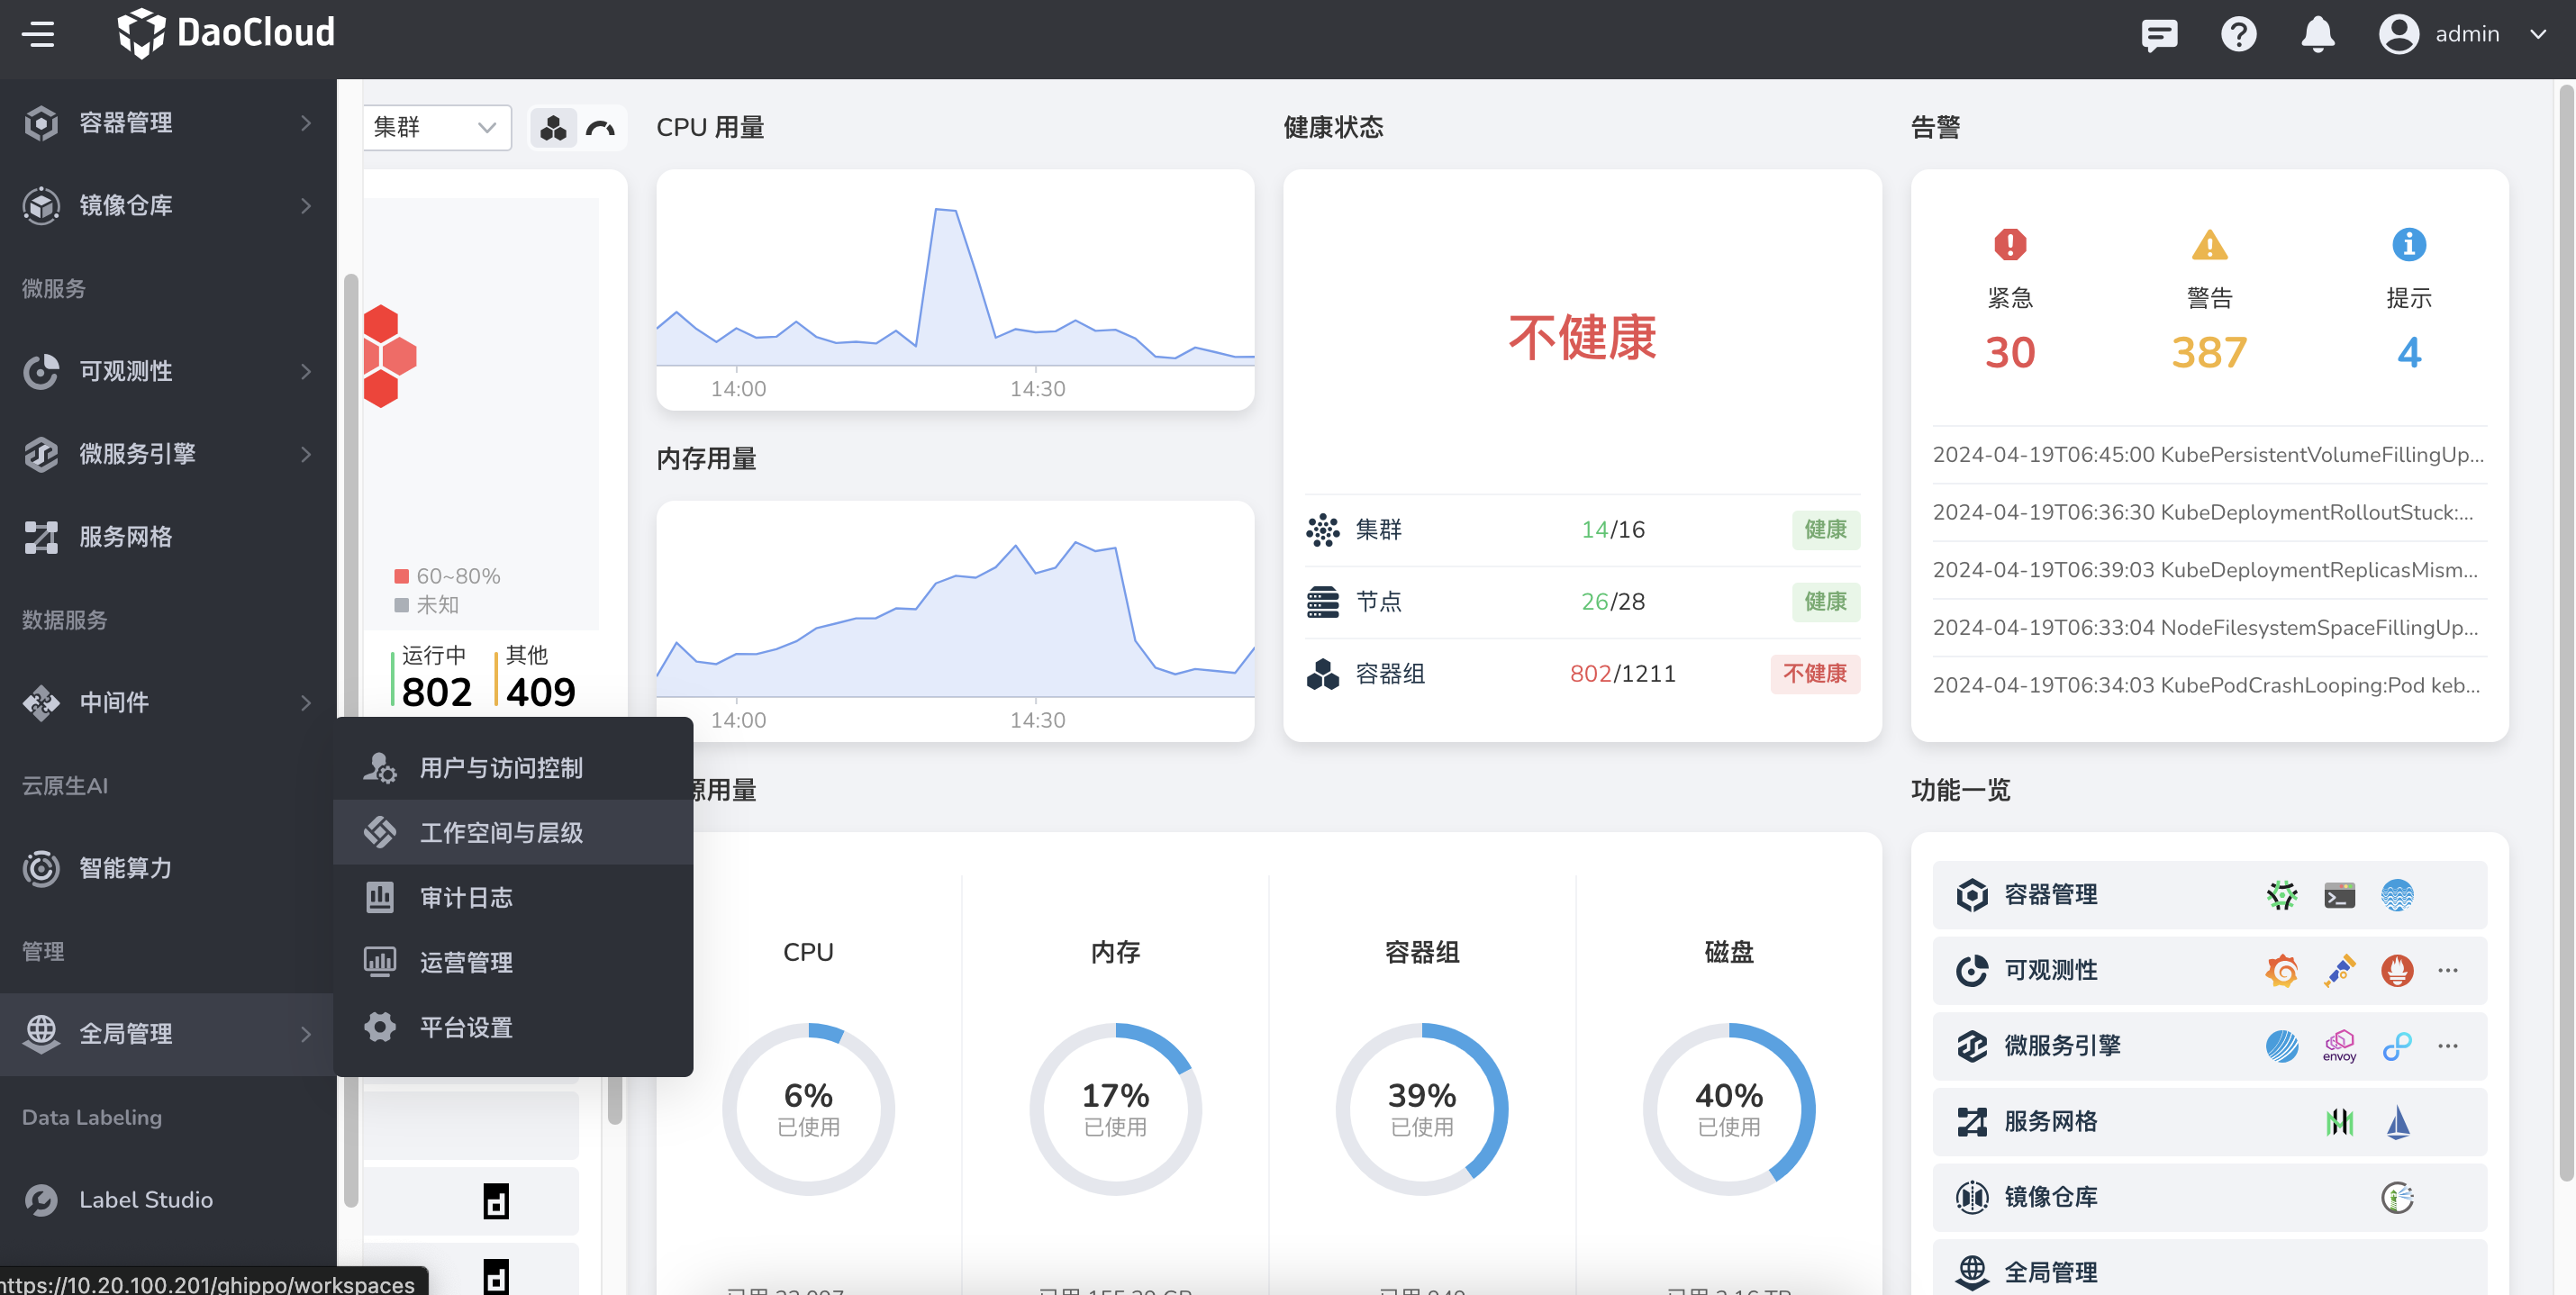 DaoCloud
admin
容器管理
镜像仓库
微服务
可观测性
微服务引擎
服务网格
数据服务
中间件
云原生AI
智能算力
管理
全局管理
Data Labeling
Label Studio
https://10.20.100.201/ghippo/workspaces
用户与访问控制
工作空间与层级
审计日志
运营管理
平台设置
集群
60~80%
未知
运行中
802
其他
409
CPU 用量
14:00
14:30
内存用量
14:00
14:30
健康状态
不健康
集群
14/16
健康
节点
26/28
健康
容器组
802/1211
不健康
告警
紧急
30
警告
387
提示
4
2024-04-19T06:45:00 KubePersistentVolumeFillingUp...
2024-04-19T06:36:30 KubeDeploymentRolloutStuck:...
2024-04-19T06:39:03 KubeDeploymentReplicasMism...
2024-04-19T06:33:04 NodeFilesystemSpaceFillingUp...
2024-04-19T06:34:03 KubePodCrashLooping:Pod keb...
源用量
CPU
6%
已使用
内存
17%
已使用
容器组
39%
已使用
磁盘
40%
已使用
功能一览
容器管理
可观测性
...
微服务引擎
envoy
...
服务网格
镜像仓库
全局管理